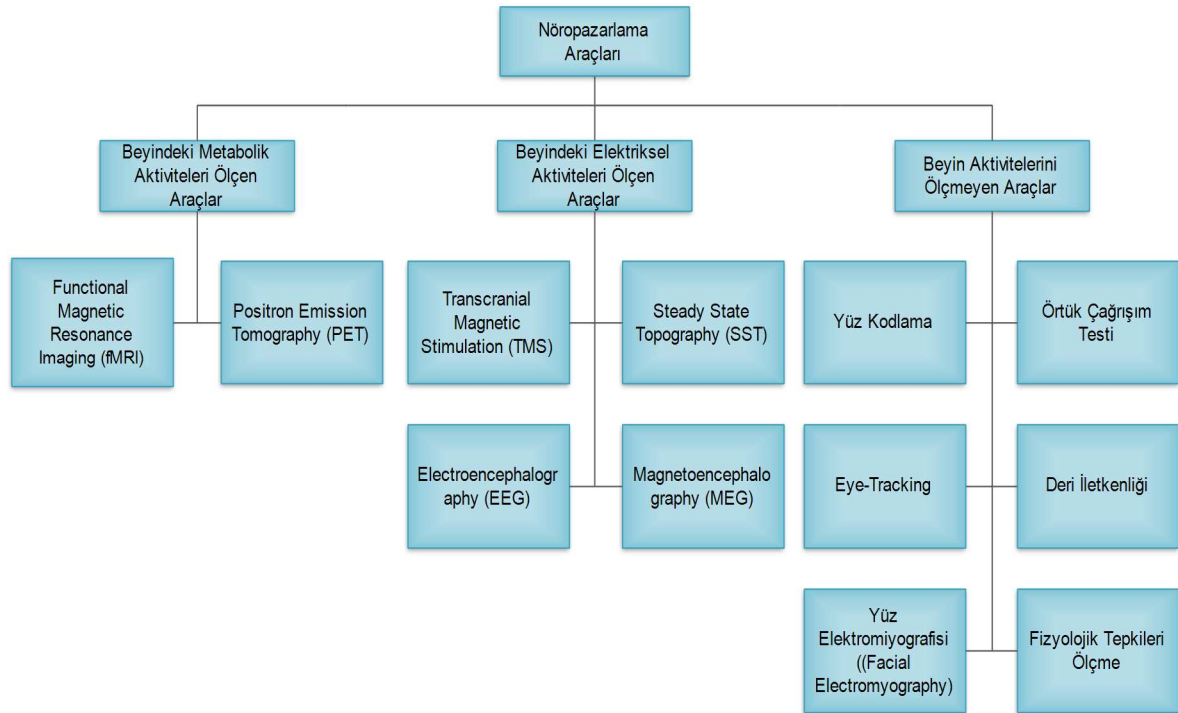 Nöropazarlama
Araçları
Beyindeki Metabolik
Aktiviteleri Ölçen
Araçlar
Beyindeki Elektriksel
Aktiviteleri Ölçen
Araçlar
Beyin Aktivitelerini
Ölçmeyen Araçlar
Functional
Magnetic
Resonance
Imaging (fMRI)
Positron Emission
Tomography (PET)
Transcranial
Magnetic
Stimulation (TMS)
Steady State
Topography (SST)
Yüz Kodlama
Örtük Çağrışım
Testi
Electroencephalogr
aphy (EEG)
Magnetoencephalo
graphy (MEG)
Eye-Tracking
Deri İletkenliği
Yüz
Elektromiyografisi
((Facial
Electromyography)
Fizyolojik Tepkileri
Ölçme